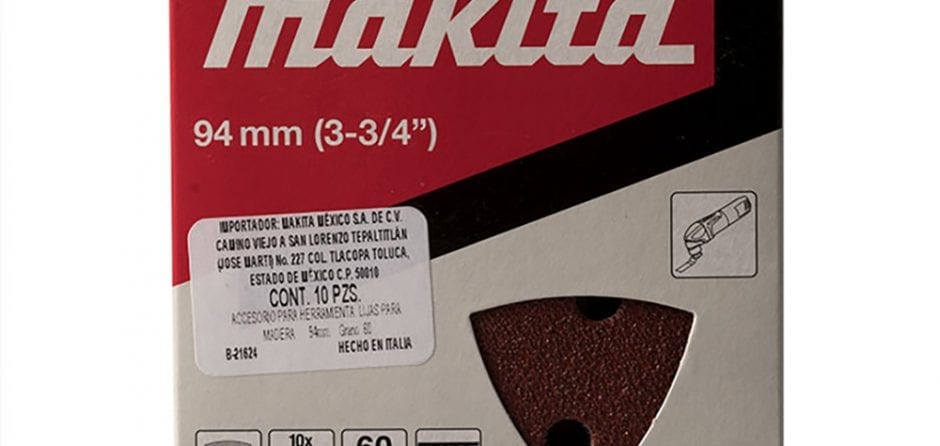 makita
94 mm (3-3/4")
IMPORTADOR: MAKITA MÉXICO S.A. DE C.V.
CAMINO VIEJO A SAN LORENZO TEPALTITLÁN
(JOSE MARTI) No. 227 COL. TLACOPA TOLUCA,
ESTADO DE MÉXICO C.P. 50010
CONT. 10 PZS.
ACCESORIO PARA HERRAMIENTA. LIJAS PARA
MADERA 94mm Grano 60
B-21624 HECHO EN ITALIA
10x 60